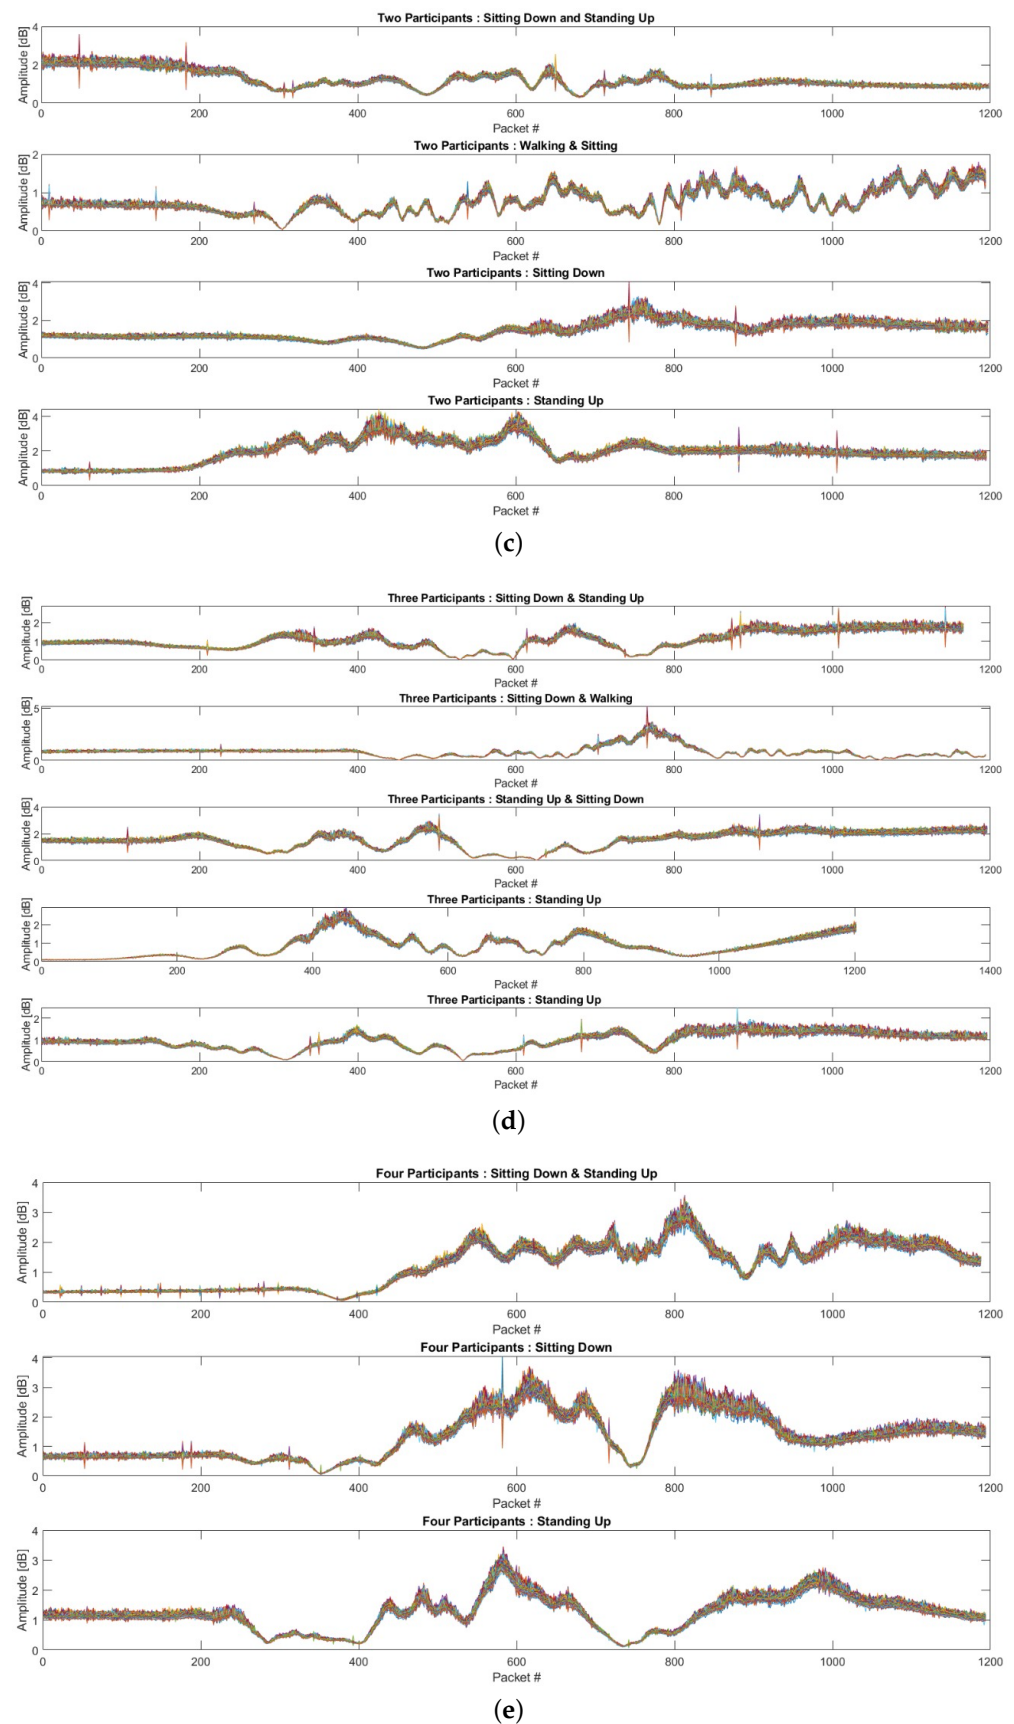 Two Participants : Sitting Down and Standing Up
Amplitude [dB]
4
2
0
0 200 400 600 800 1000 1200
Packet #
Two Participants : Walking & Sitting
Amplitude [dB]
2
1
0
0 200 400 600 800 1000 1200
Packet #
Two Participants : Sitting Down
Amplitude [dB]
4
2
0
0 200 400 600 800 1000 1200
Packet #
Two Participants : Standing Up
Amplitude [dB]
4
2
0
0 200 400 600 800 1000 1200
Packet #
(c)
Three Participants : Sitting Down & Standing Up
Amplitude [dB]
2
1
0
0 200 400 600 800 1000 1200
Packet #
Three Participants : Sitting Down & Walking
Amplitude [dB]
5
0
0 200 400 600 800 1000 1200
Packet #
Three Participants : Standing Up & Sitting Down
Amplitude [dB]
4
2
0
0 200 400 600 800 1000 1200
Packet #
Three Participants : Standing Up
Amplitude [dB]
2
1
0
0 200 400 600 800 1000 1200 1400
Packet #
Three Participants : Standing Up
Amplitude [dB]
2
1
0
0 200 400 600 800 1000 1200
Packet #
(d)
Four Participants : Sitting Down & Standing Up
Amplitude [dB]
4
3
2
1
0
0 200 400 600 800 1000 1200
Packet #
Four Participants : Sitting Down
Amplitude [dB]
4
3
2
1
0
0 200 400 600 800 1000 1200
Packet #
Four Participants : Standing Up
Amplitude [dB]
4
3
2
1
0
0 200 400 600 800 1000 1200
Packet #
(e)